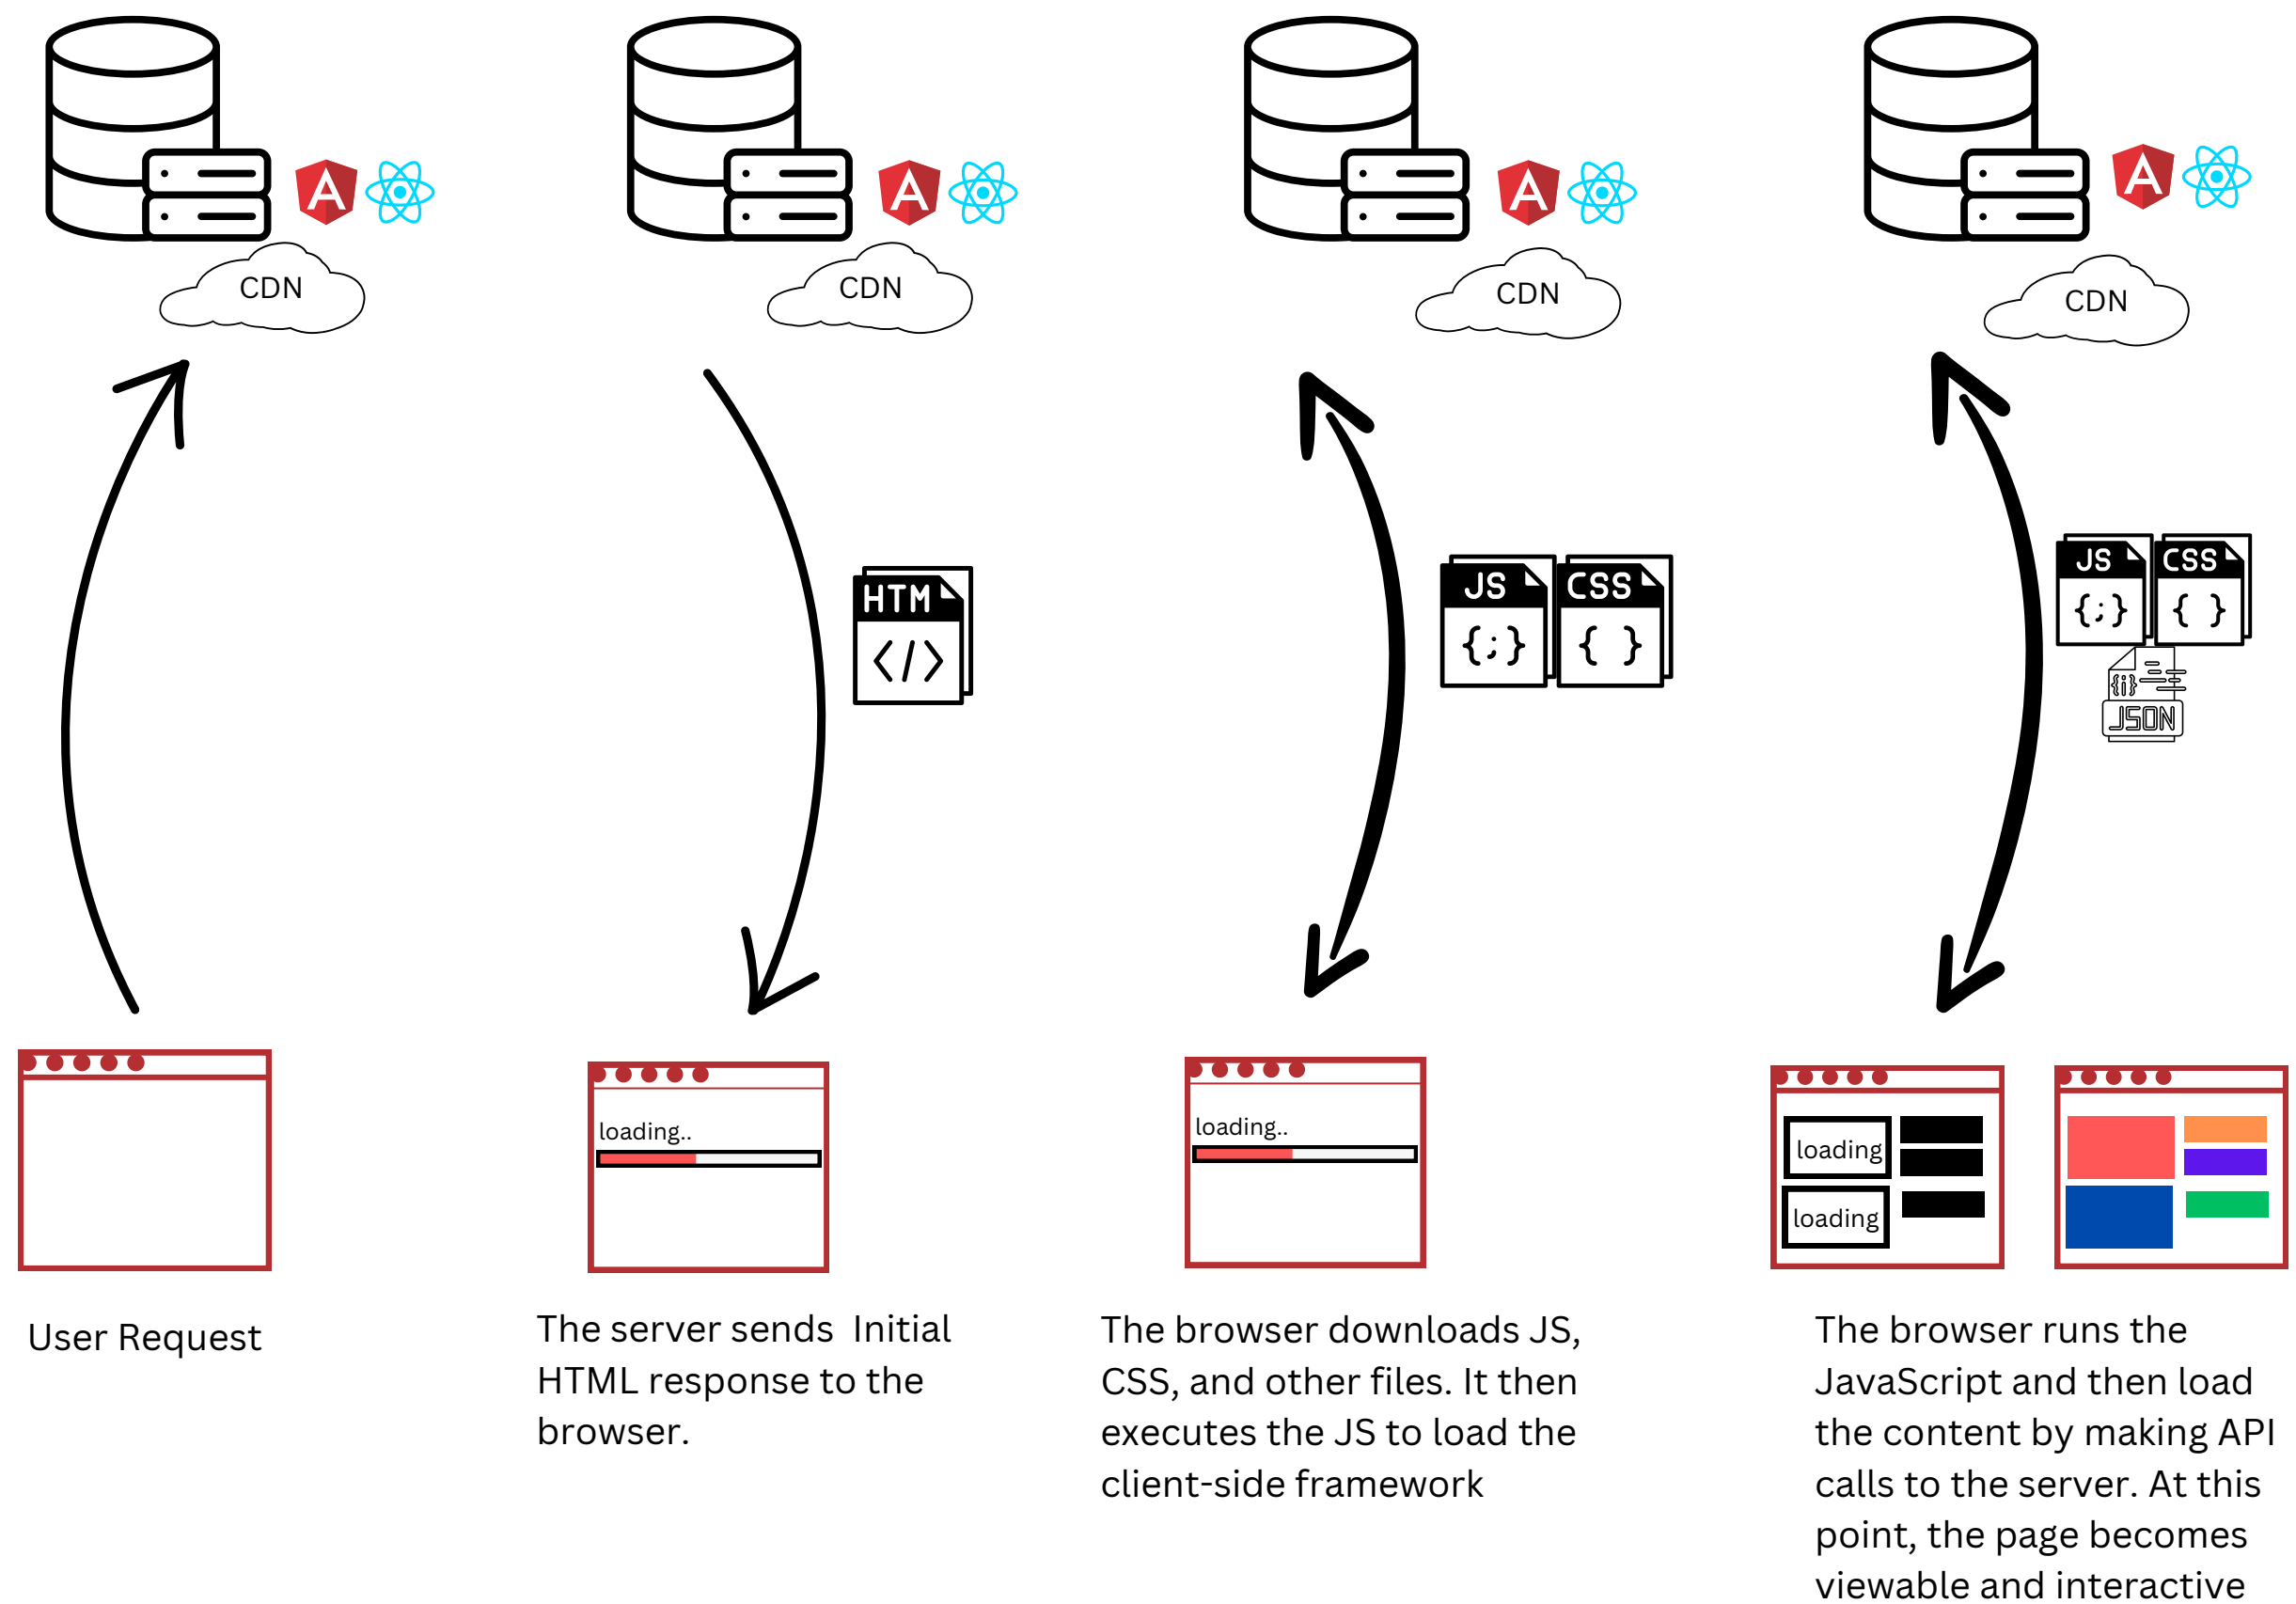 CDN
CDN
CDN
CDN
HTM
</>
JS
CSS
{;}
{ }
JS
CSS
{;}
{ }
{i}
JSON
loading..
loading..
loading
loading
User Request
The server sends  Initial
HTML response to the
browser.
The browser downloads JS,
CSS, and other files. It then
executes the JS to load the
client-side framework
The browser runs the
JavaScript and then load
the content by making API
calls to the server. At this
point, the page becomes
viewable and interactive